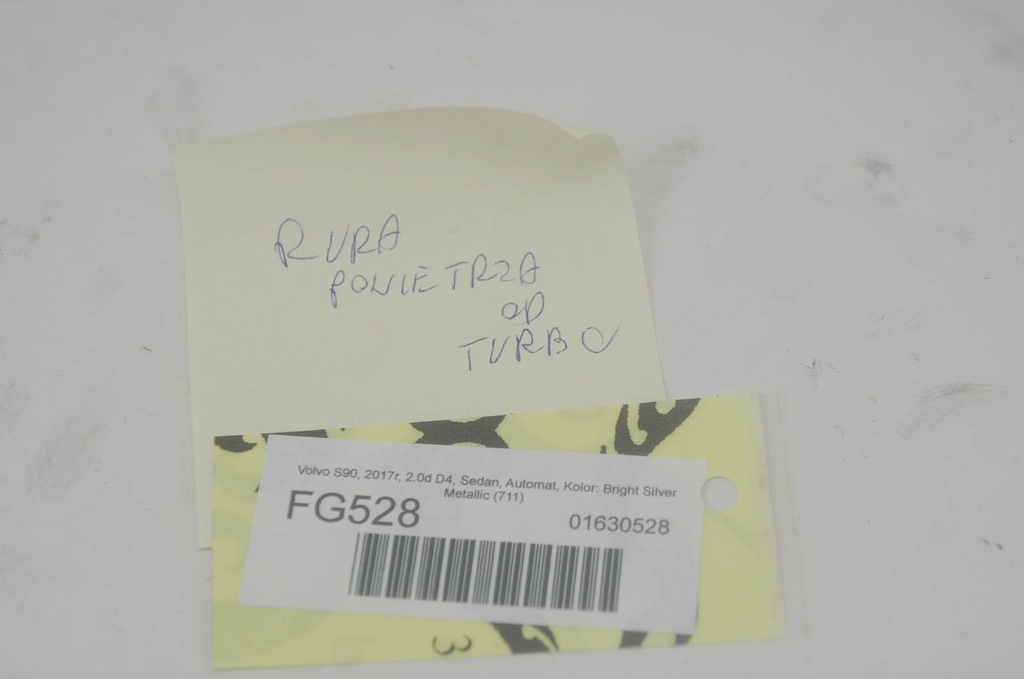 RURA
POWIETRZA
OD
TURBO
Volvo S90, 2017r, 2.0d D4, Sedan, Automat, Kolor: Bright Silver
Metallic (711)
FG528 01630528
3